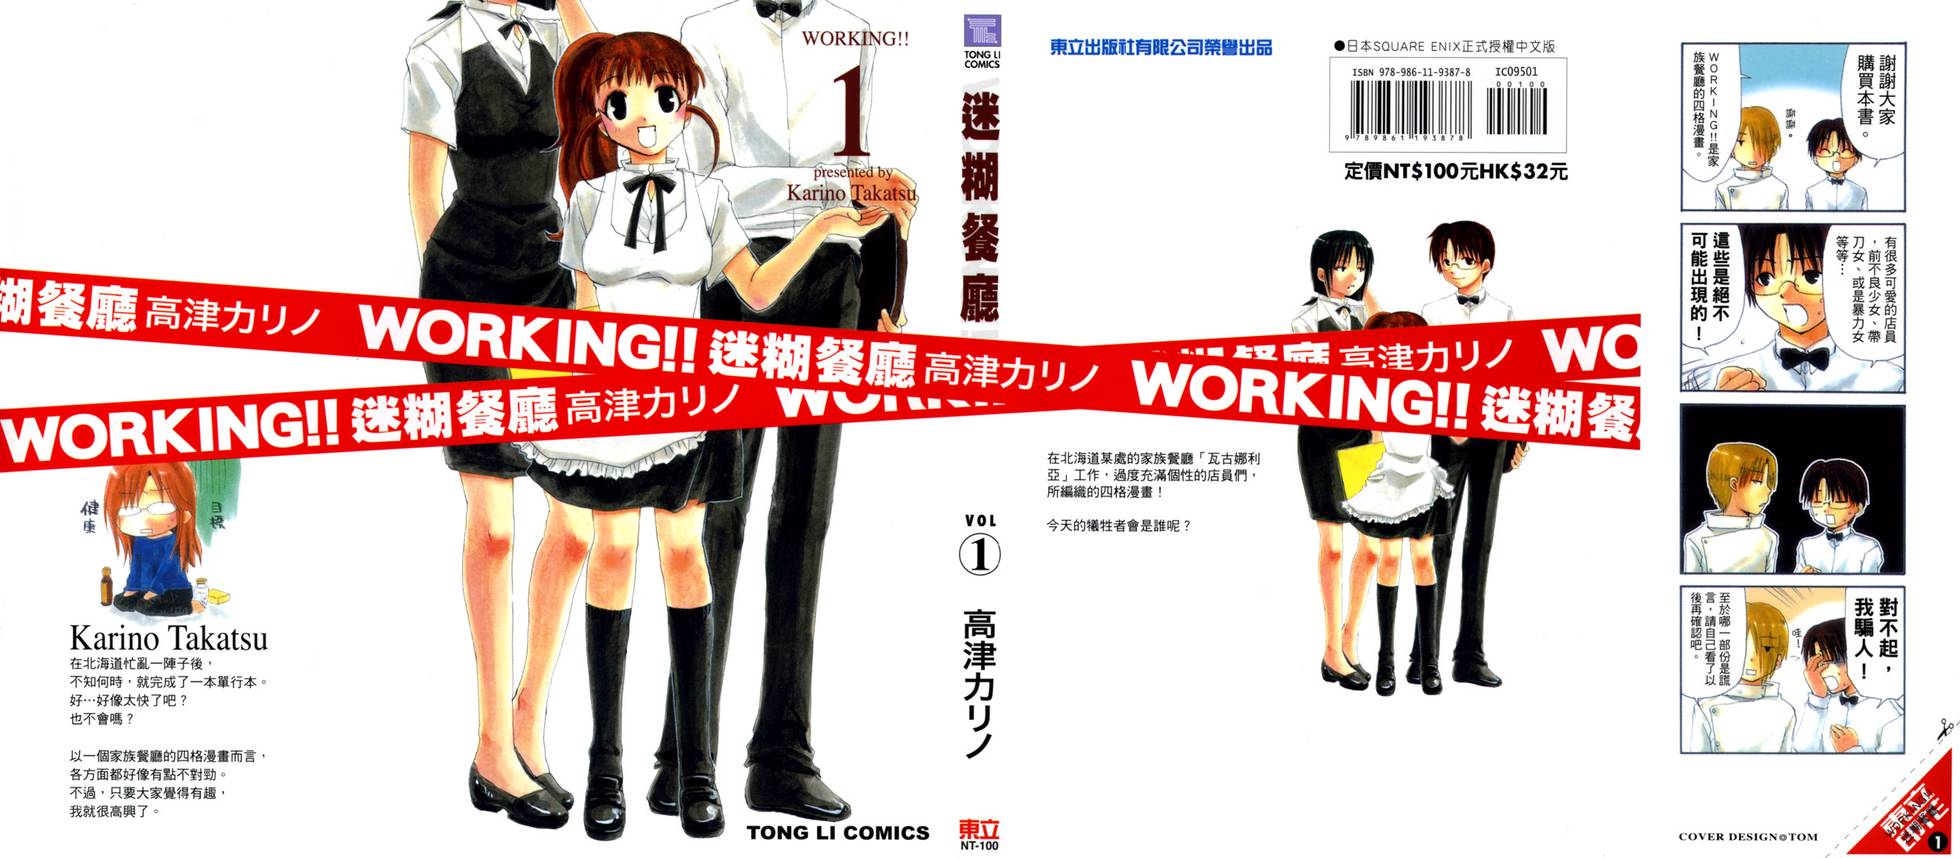 WORKING!!
1
presented by
Karino Takatsu
糊餐廳 高津カリノ WORKING!! 迷糊餐廳 高津カリノ WORKING!! 迷糊餐
WORKING!! 迷糊餐廳 高津カリノ WORKING
餐廳 高津カリノ WO
健康
目標
Karino Takatsu
在北海道忙亂一陣子後，
不知何時，就完成了一本單行本。
好…好像太快了吧？
也不會嗎？
以一個家族餐廳的四格漫畫而言，
各方面都好像有點不對勁。
不過，只要大家覺得有趣，
我就很高興了。
TONG LI COMICS
TONG LI
COMICS
迷糊餐廳
VOL
1
高津カリノ
東立
NT-100
東立出版社有限公司榮譽出品
●日本SQUARE ENIX正式授權中文版
ISBN 978-986-11-9387-8
IC09501
00100
9789861193878
定價NT$100元HK$32元
在北海道某處的家族餐廳「瓦古娜利
亞」工作，過度充滿個性的店員們，
所編織的四格漫畫！
今天的犧牲者會是誰呢？
謝謝大家
購買本書。
謝謝。
WORKING!!是家
族餐廳的四格漫畫。
有很多可愛的店員
，前不良少女、帶
刀女、或是暴力女
等等…
這些是絕不
可能出現的！
對不起，
我騙人！
哇！
至於哪一部份是謊
言，請自己看了以
後再確認吧。
COVER DESIGN◎TOM
東立
1